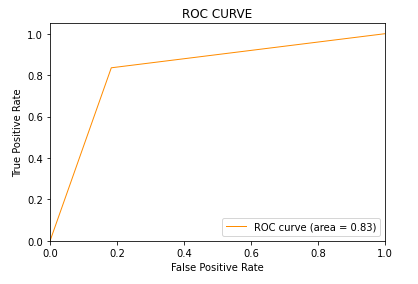 ROC CURVE
1.0
0.8
0.6
0.4
0.2
0.0
True Positive Rate
ROC curve (area = 0.83)
0.0 0.2 0.4 0.6 0.8 1.0
False Positive Rate